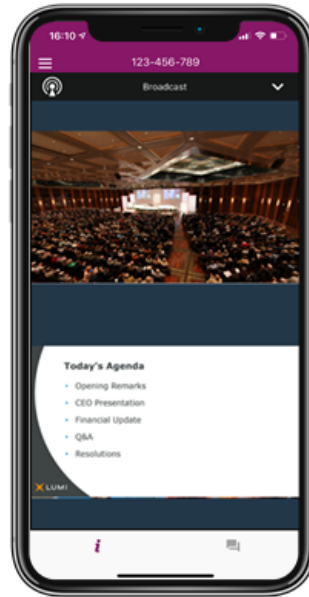 16:10
123-456-789
Broadcast
Today's Agenda
Opening Remarks
CEO Presentation
Financial Update
Q&A
Resolutions
LUMI
i